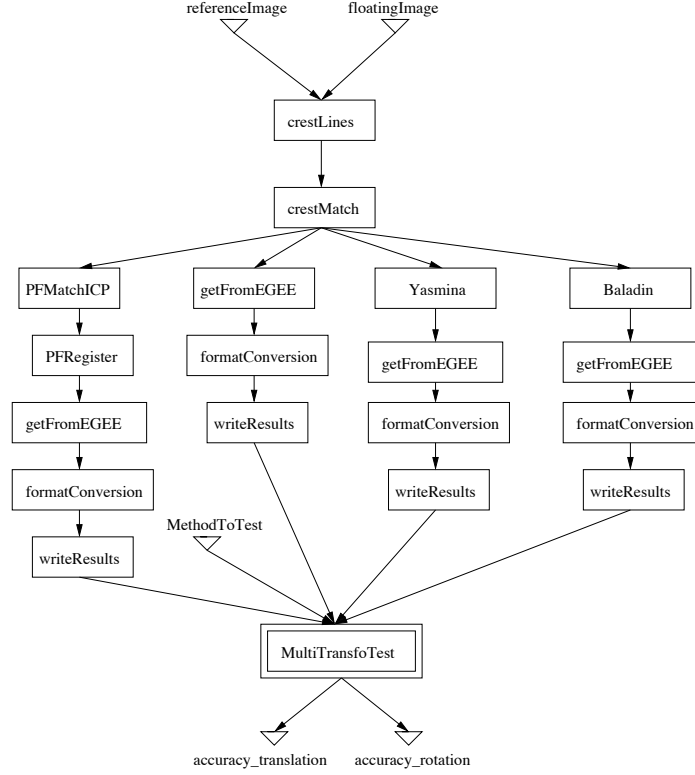 referenceImage
floatingImage
crestLines
crestMatch
PFMatchICP
getFromEGEE
Yasmina
Baladin
formatConversion
PFRegister
getFromEGEE
getFromEGEE
getFromEGEE
writeResults
formatConversion
formatConversion
formatConversion
writeResults
writeResults
MethodToTest
writeResults
MultiTransfoTest
accuracy_translation
accuracy_rotation